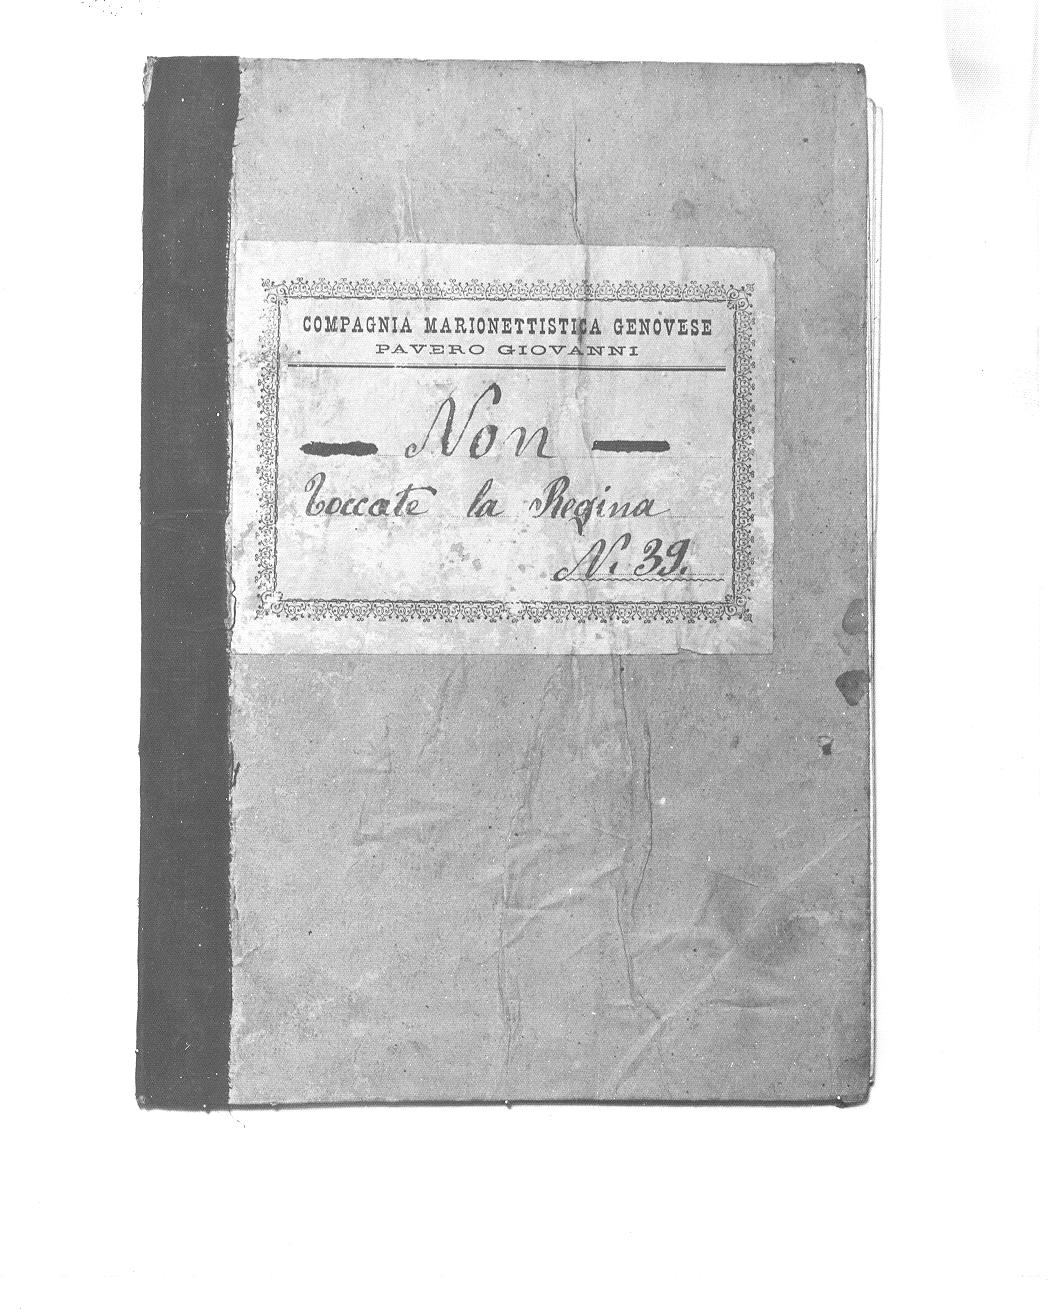 COMPAGNIA MARIONETTISTICA GENOVESE
PAVERO GIOVANNI
— Non —
Toccate la Regina
N. 39.